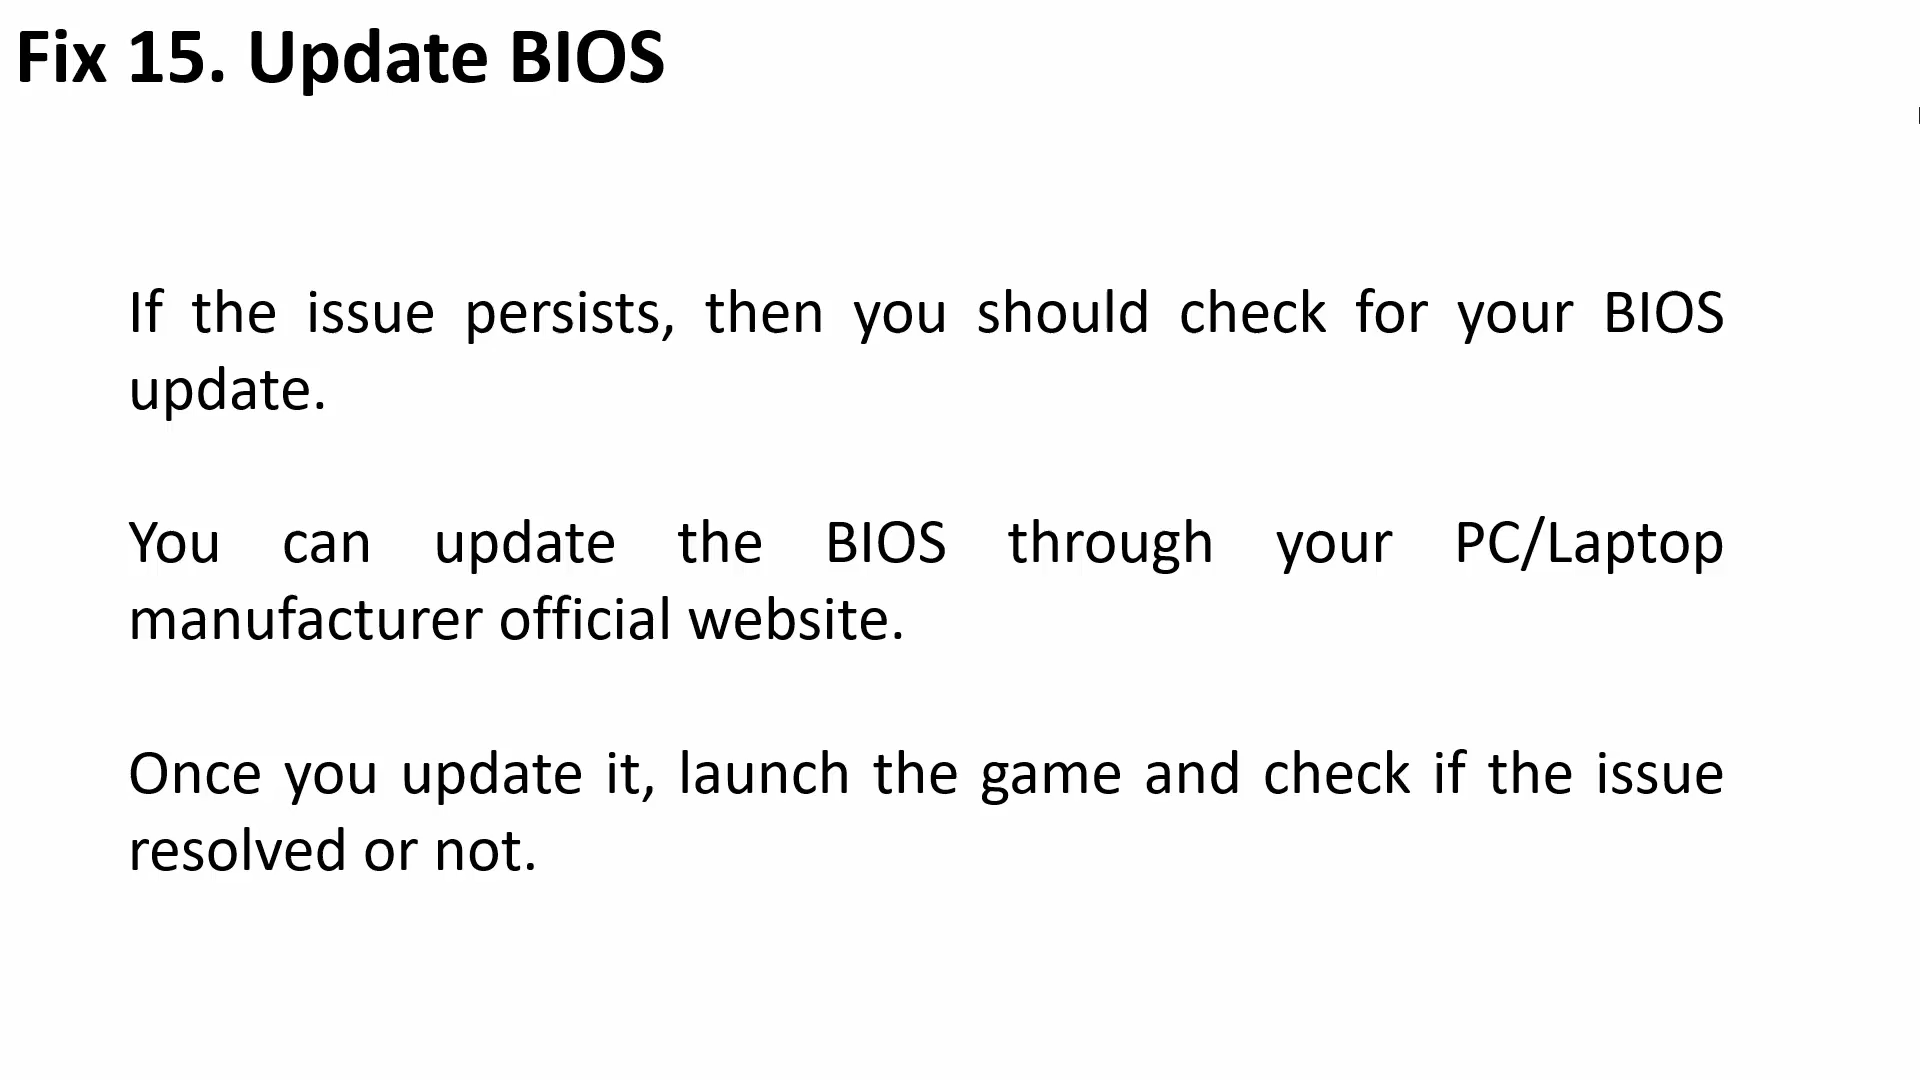 Fix 15. Update BIOS
If the issue persists, then you should check for your BIOS
update.
You can update the BIOS through your PC/Laptop
manufacturer official website.
Once you update it, launch the game and check if the issue
resolved or not.